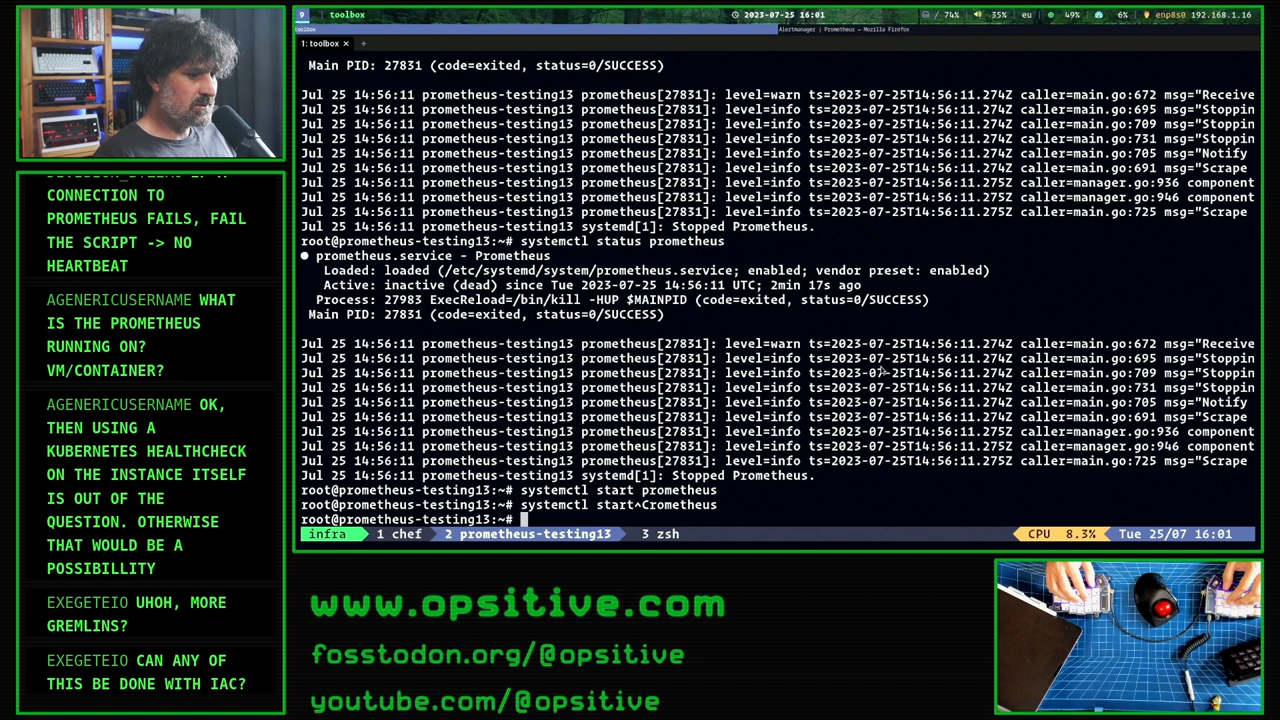 9 toolbox 2023-07-25 16:01 / 74% 35% eu 49% 6% enp8s0 192.168.1.16
toolbox Alertmanager | Prometheus — Mozilla Firefox
1: toolbox × +
Main PID: 27831 (code=exited, status=0/SUCCESS)
Jul 25 14:56:11 prometheus-testing13 prometheus[27831]: level=warn ts=2023-07-25T14:56:11.274Z caller=main.go:672 msg="Receive
Jul 25 14:56:11 prometheus-testing13 prometheus[27831]: level=info ts=2023-07-25T14:56:11.274Z caller=main.go:695 msg="Stoppin
Jul 25 14:56:11 prometheus-testing13 prometheus[27831]: level=info ts=2023-07-25T14:56:11.274Z caller=main.go:709 msg="Stoppin
Jul 25 14:56:11 prometheus-testing13 prometheus[27831]: level=info ts=2023-07-25T14:56:11.274Z caller=main.go:731 msg="Stoppin
Jul 25 14:56:11 prometheus-testing13 prometheus[27831]: level=info ts=2023-07-25T14:56:11.274Z caller=main.go:705 msg="Notify
Jul 25 14:56:11 prometheus-testing13 prometheus[27831]: level=info ts=2023-07-25T14:56:11.274Z caller=main.go:691 msg="Scrape
Jul 25 14:56:11 prometheus-testing13 prometheus[27831]: level=info ts=2023-07-25T14:56:11.275Z caller=manager.go:936 component
Jul 25 14:56:11 prometheus-testing13 prometheus[27831]: level=info ts=2023-07-25T14:56:11.275Z caller=manager.go:946 component
Jul 25 14:56:11 prometheus-testing13 prometheus[27831]: level=info ts=2023-07-25T14:56:11.275Z caller=main.go:725 msg="Scrape
Jul 25 14:56:11 prometheus-testing13 systemd[1]: Stopped Prometheus.
root@prometheus-testing13:~# systemctl status prometheus
● prometheus.service - Prometheus
Loaded: loaded (/etc/systemd/system/prometheus.service; enabled; vendor preset: enabled)
Active: inactive (dead) since Tue 2023-07-25 14:56:11 UTC; 2min 17s ago
Process: 27983 ExecReload=/bin/kill -HUP $MAINPID (code=exited, status=0/SUCCESS)
Main PID: 27831 (code=exited, status=0/SUCCESS)
Jul 25 14:56:11 prometheus-testing13 prometheus[27831]: level=warn ts=2023-07-25T14:56:11.274Z caller=main.go:672 msg="Receive
Jul 25 14:56:11 prometheus-testing13 prometheus[27831]: level=info ts=2023-07-25T14:56:11.274Z caller=main.go:695 msg="Stoppin
Jul 25 14:56:11 prometheus-testing13 prometheus[27831]: level=info ts=2023-07-25T14:56:11.274Z caller=main.go:709 msg="Stoppin
Jul 25 14:56:11 prometheus-testing13 prometheus[27831]: level=info ts=2023-07-25T14:56:11.274Z caller=main.go:731 msg="Stoppin
Jul 25 14:56:11 prometheus-testing13 prometheus[27831]: level=info ts=2023-07-25T14:56:11.274Z caller=main.go:705 msg="Notify
Jul 25 14:56:11 prometheus-testing13 prometheus[27831]: level=info ts=2023-07-25T14:56:11.274Z caller=main.go:691 msg="Scrape
Jul 25 14:56:11 prometheus-testing13 prometheus[27831]: level=info ts=2023-07-25T14:56:11.275Z caller=manager.go:936 component
Jul 25 14:56:11 prometheus-testing13 prometheus[27831]: level=info ts=2023-07-25T14:56:11.275Z caller=manager.go:946 component
Jul 25 14:56:11 prometheus-testing13 prometheus[27831]: level=info ts=2023-07-25T14:56:11.275Z caller=main.go:725 msg="Scrape
Jul 25 14:56:11 prometheus-testing13 systemd[1]: Stopped Prometheus.
root@prometheus-testing13:~# systemctl start prometheus
root@prometheus-testing13:~# systemctl start^Crometheus
root@prometheus-testing13:~#
infra 1 chef 2 prometheus-testing13 3 zsh CPU 8.3% Tue 25/07 16:01
CONNECTION TO
PROMETHEUS FAILS, FAIL
THE SCRIPT -> NO
HEARTBEAT
AGENERICUSERNAME WHAT
IS THE PROMETHEUS
RUNNING ON?
VM/CONTAINER?
AGENERICUSERNAME OK,
THEN USING A
KUBERNETES HEALTHCHECK
ON THE INSTANCE ITSELF
IS OUT OF THE
QUESTION. OTHERWISE
THAT WOULD BE A
POSSIBILLITY
EXEGETEIO UHOH, MORE
GREMLINS?
EXEGETEIO CAN ANY OF
THIS BE DONE WITH IAC?
www.opsitive.com
fosstodon.org/@opsitive
youtube.com/@opsitive